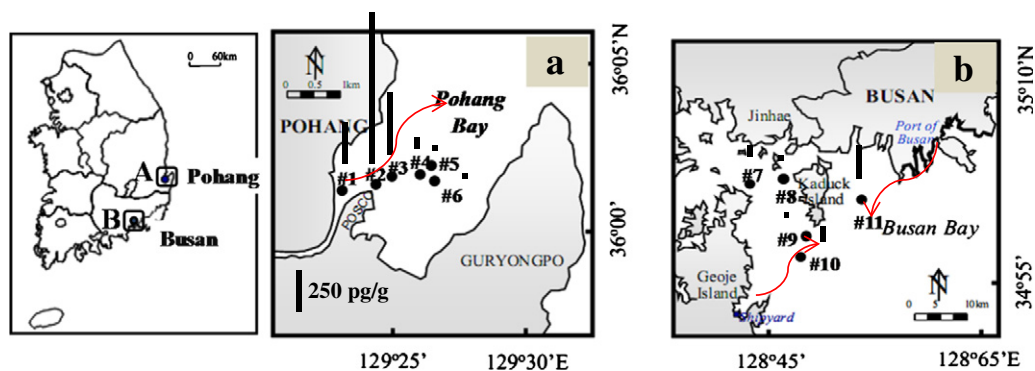 0 60km
A
Pohang
B
Busan
a
N
0 0.5 1km
POHANG
Pohang
Bay
#1
#2
#3
#4
#5
#6
POSCO
GURYONGPO
250 pg/g
36°05'N
36°00'
129°25'
129°30'E
b
BUSAN
Jinhae
Port of
Busan
#7
#8
Kaduck
Island
#9
#10
#11
Busan Bay
Geoje
Island
Shipyard
N
0 5 10km
35°10'N
34°55'
128°45'
128°65'E